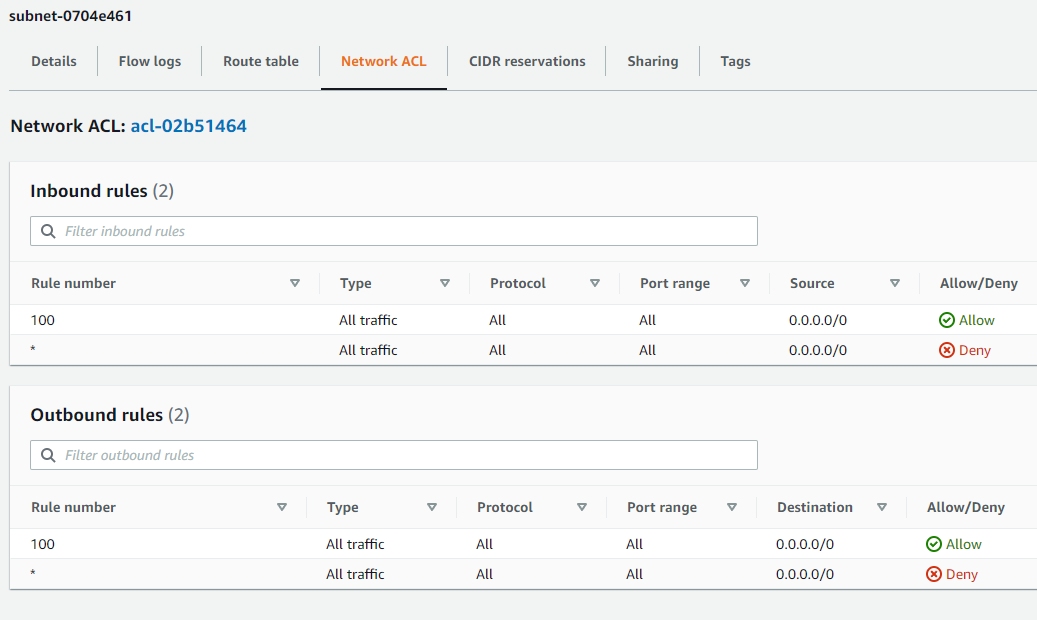 subnet-0704e461
Details Flow logs Route table Network ACL CIDR reservations Sharing Tags
Network ACL: acl-02b51464
Inbound rules (2)
Filter inbound rules
Rule number Type Protocol Port range Source Allow/Deny
100 All traffic All All 0.0.0.0/0 Allow
* All traffic All All 0.0.0.0/0 Deny
Outbound rules (2)
Filter outbound rules
Rule number Type Protocol Port range Destination Allow/Deny
100 All traffic All All 0.0.0.0/0 Allow
* All traffic All All 0.0.0.0/0 Deny